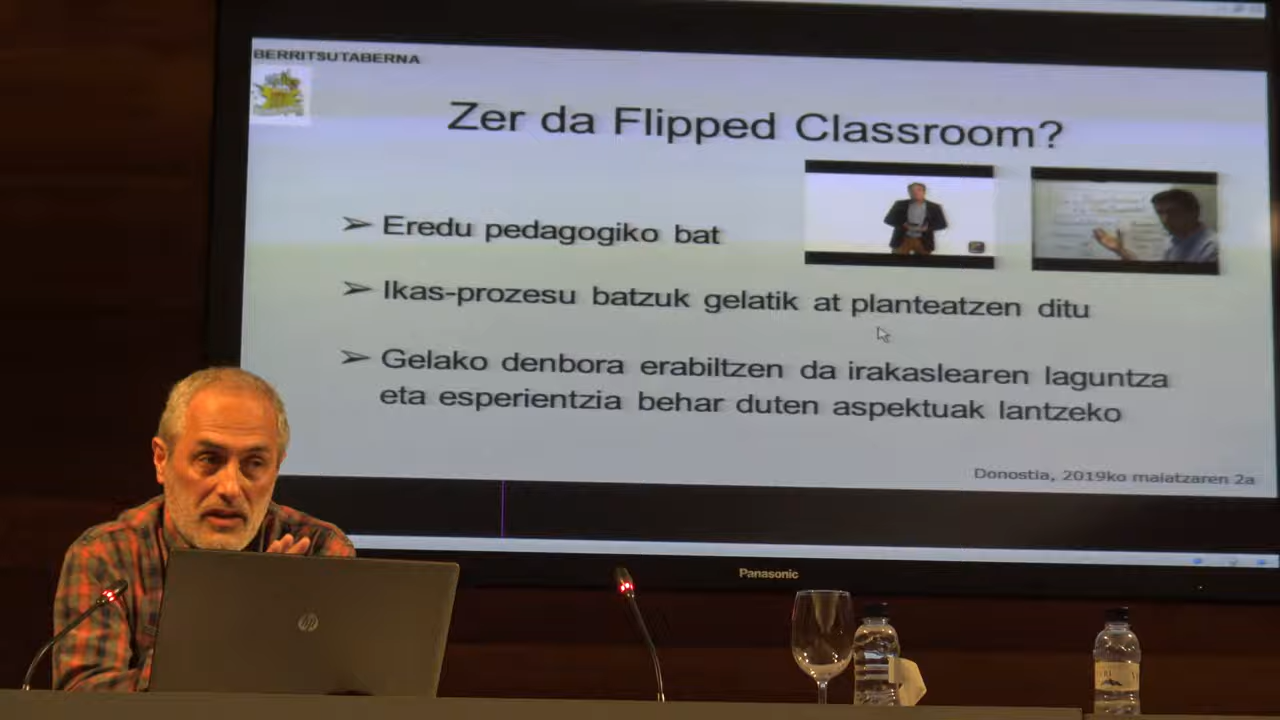 BERRITSUTABERNA
Zer da Flipped Classroom?
➢ Eredu pedagogiko bat
➢ Ikas-prozesu batzuk gelatik at planteatzen ditu
➢ Gelako denbora erabiltzen da irakaslearen laguntza
eta esperientzia behar duten aspektuak lantzeko
Donostia, 2019ko maiatzaren 2a
Panasonic
hp